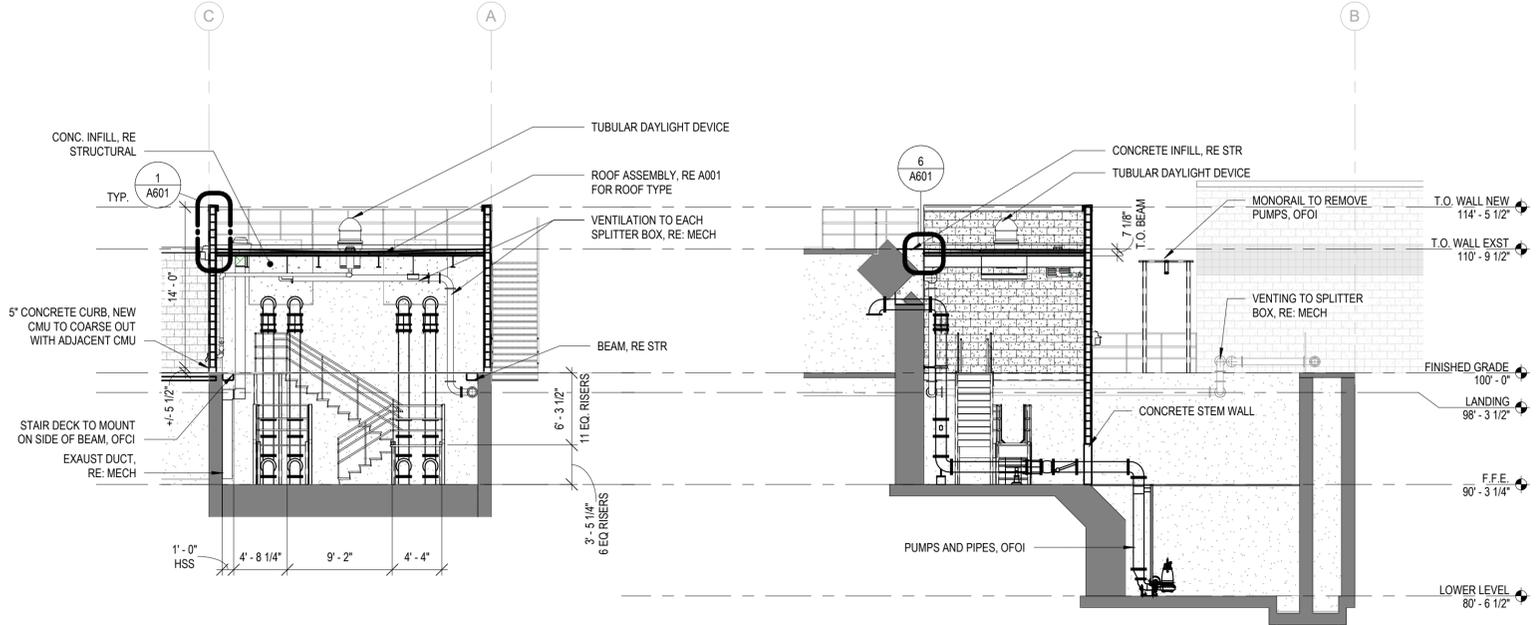 C
A
B
CONC. INFILL, RE
STRUCTURAL
1
A601
TYP.
14' - 0"
5" CONCRETE CURB, NEW
CMU TO COARSE OUT
WITH ADJACENT CMU
+/- 5 1/2"
STAIR DECK TO MOUNT
ON SIDE OF BEAM, OFCI
EXAUST DUCT,
RE: MECH
1' - 0"
HSS
4' - 8 1/4"
9' - 2"
4' - 4"
TUBULAR DAYLIGHT DEVICE
ROOF ASSEMBLY, RE A001
FOR ROOF TYPE
VENTILATION TO EACH
SPLITTER BOX, RE: MECH
BEAM, RE STR
6' - 3 1/2"
11 EQ. RISERS
3' - 5 1/4"
6 EQ RISERS
6
A601
CONCRETE INFILL, RE STR
TUBULAR DAYLIGHT DEVICE
7 1/8"
T.O. BEAM
MONORAIL TO REMOVE
PUMPS, OFOI
VENTING TO SPLITTER
BOX, RE: MECH
CONCRETE STEM WALL
PUMPS AND PIPES, OFOI
T.O. WALL NEW
114' - 5 1/2"
T.O. WALL EXST
110' - 9 1/2"
FINISHED GRADE
100' - 0"
LANDING
98' - 3 1/2"
F.F.E.
90' - 3 1/4"
LOWER LEVEL
80' - 6 1/2"